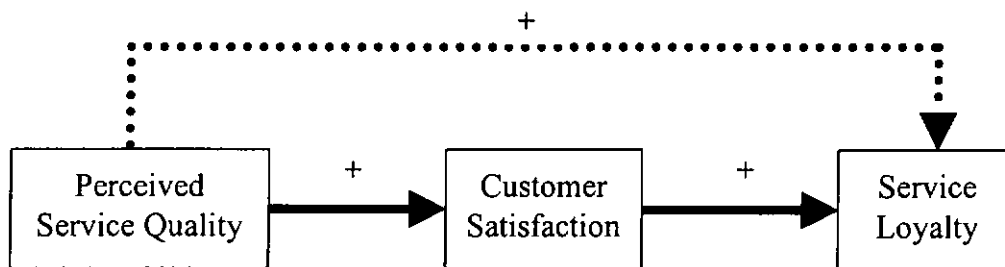 +
+
+
Perceived
Service Quality
Customer
Satisfaction
Service
Loyalty